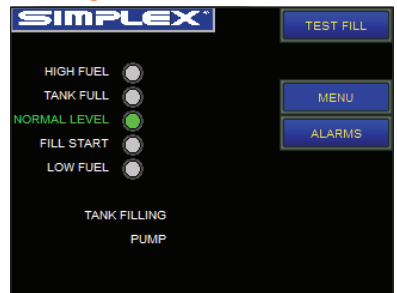 SIMPLEX
TEST FILL
HIGH FUEL
TANK FULL
MENU
NORMAL LEVEL
ALARMS
FILL START
LOW FUEL
TANK FILLING
PUMP